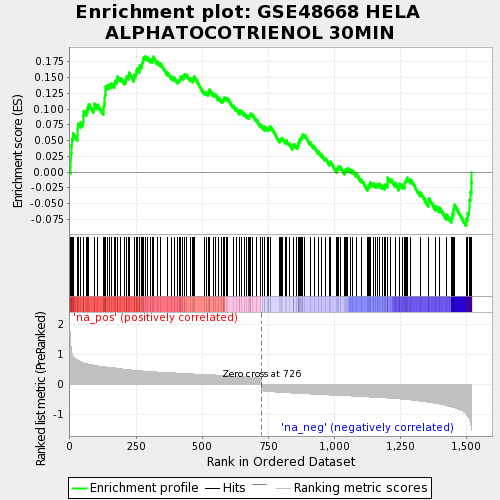 Enrichment plot: GSE48668 HELA
ALPHATOCOTRIENOL 30MIN
Enrichment score (ES)
0.175
0.150
0.125
0.100
0.075
0.050
0.025
0.000
-0.025
-0.050
-0.075
'na_pos' (positively correlated)
Ranked list metric (PreRanked)
2
1
0
-1
Zero cross at 726
'na_neg' (negatively correlated)
0
250
500
750
1,000
1,250
1,500
Rank in Ordered Dataset
Enrichment profile
Hits
Ranking metric scores